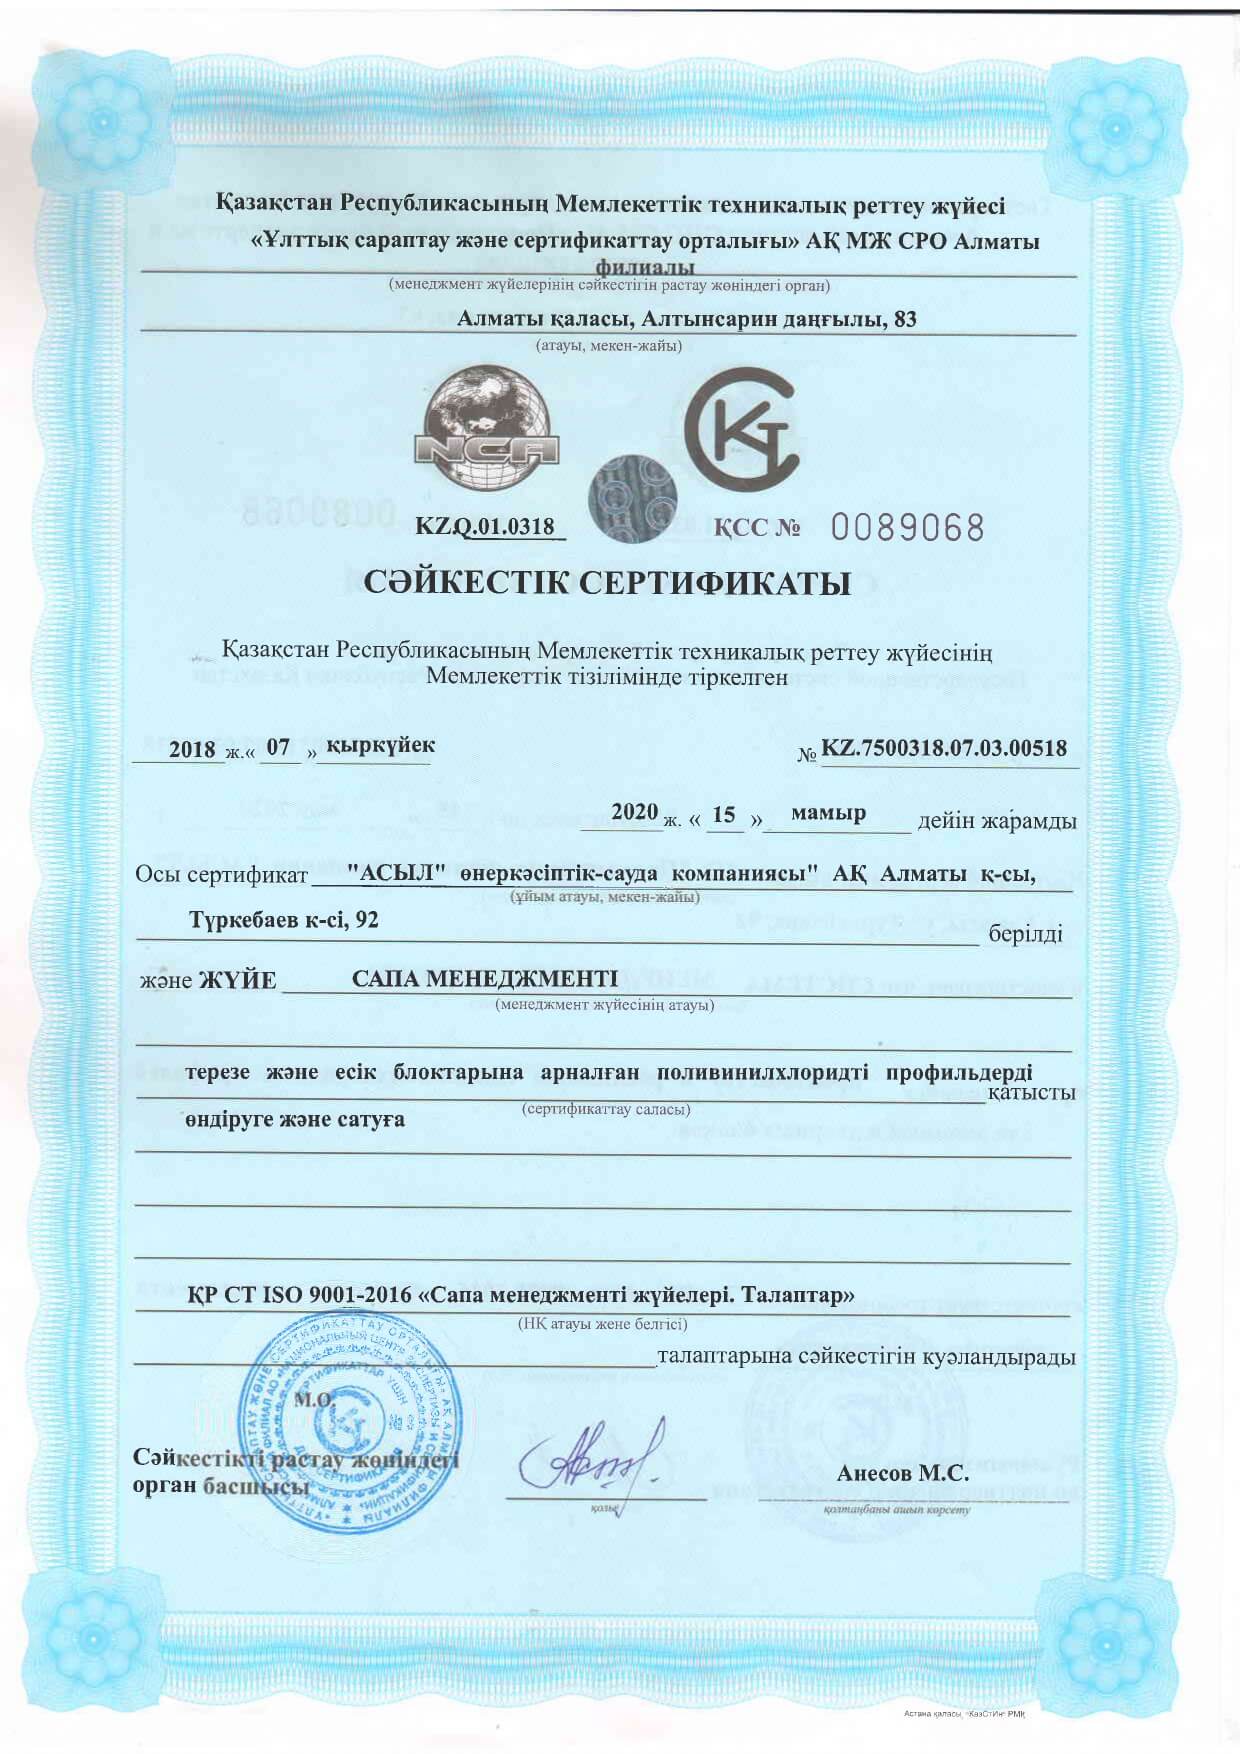 Қазақстан Республикасының Мемлекеттік техникалық реттеу жүйесі
«Ұлттық сараптау және сертификаттау орталығы» АҚ МЖ СРО Алматы
филиалы
(менеджмент жүйелерінің сәйкестігін растау жөніндегі орган)
Алматы қаласы, Алтынсарин даңғылы, 83
(атауы, мекен-жайы)
NCA
KZ.Q.01.0318
ҚСС № 0089068
СӘЙКЕСТІК СЕРТИФИКАТЫ
Қазақстан Республикасының Мемлекеттік техникалық реттеу жүйесінің
Мемлекеттік тізілімінде тіркелген
2018 ж.« 07 » қыркүйек № KZ.7500318.07.03.00518
2020 ж. « 15 » мамыр дейін жарамды
Осы сертификат "АСЫЛ" өнеркәсіптік-сауда компаниясы" АҚ Алматы қ-сы,
(ұйым атауы, мекен-жайы)
Түркебаев к-сі, 92 берілді
және ЖҮЙЕ САПА МЕНЕДЖМЕНТІ
(менеджмент жүйесінің атауы)
терезе және есік блоктарына арналған поливинилхлоридті профильдерді
қатысты
(сертификаттау саласы)
өндіруге және сатуға
ҚР СТ ISO 9001-2016 «Сапа менеджменті жүйелері. Талаптар»
(НҚ атауы жене белгісі)
талаптарына сәйкестігін куәландырады
М.О.
Сәйкестікті растау жөніндегі
орган басшысы
Анесов М.С.
қолы
қолтаңбаны ашып көрсету
Астана қаласы, "КазСтИн" РМК